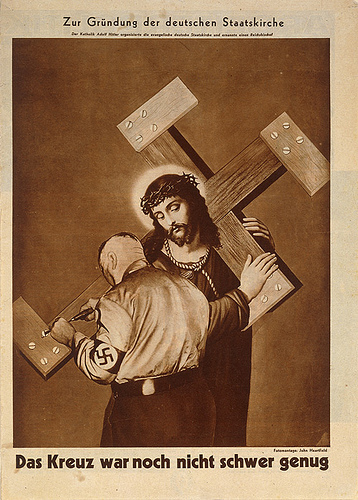 Zur Gründung der deutschen Staatskirche
Der Katholik Adolf Hitler organisierte die evangelische deutsche Staatskirche und ernannte einen Reichsbischof
Fotomontage: John Heartfield
Das Kreuz war noch nicht schwer genug